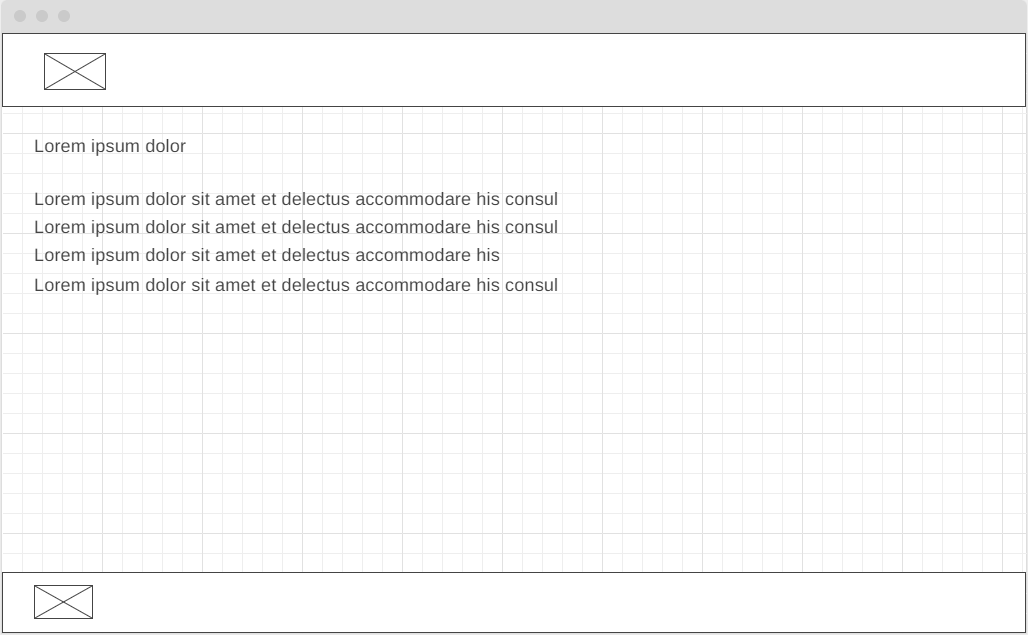 Lorem ipsum dolor
Lorem ipsum dolor sit amet et delectus accommodare his consul
Lorem ipsum dolor sit amet et delectus accommodare his consul
Lorem ipsum dolor sit amet et delectus accommodare his
Lorem ipsum dolor sit amet et delectus accommodare his consul